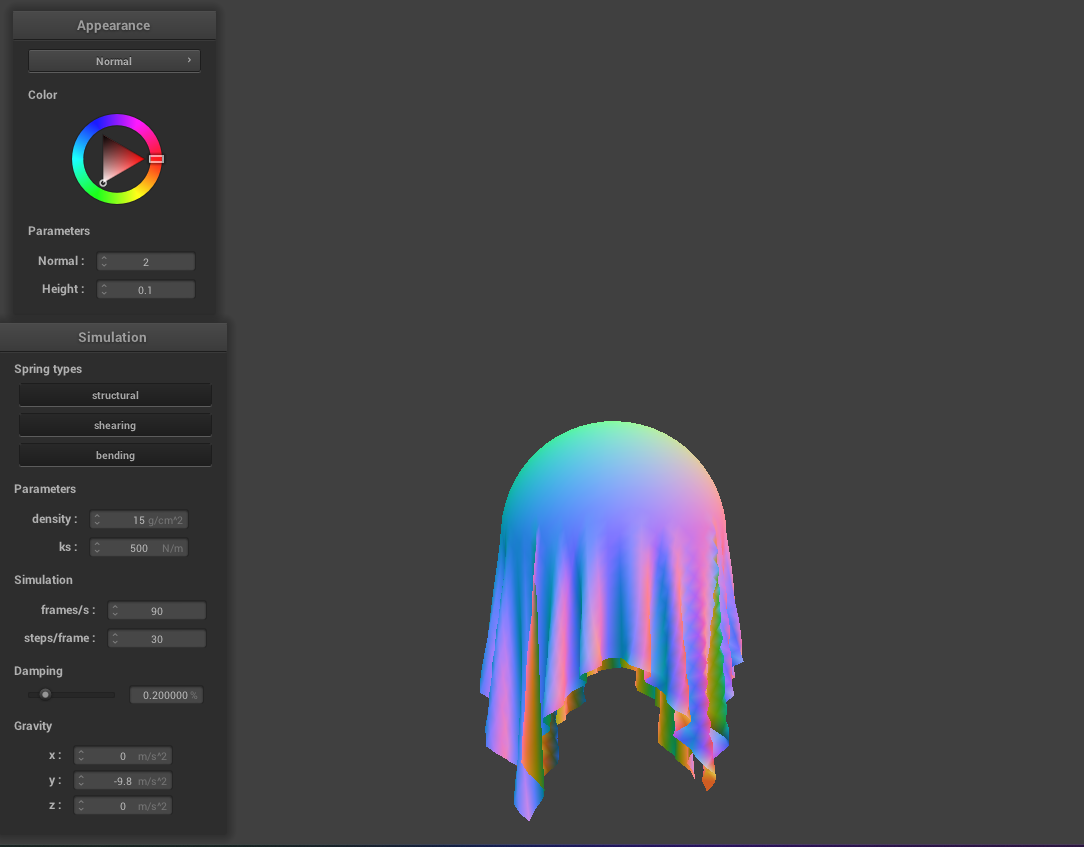 Appearance
Normal ›
Color
Parameters
Normal : 2
Height : 0.1
Simulation
Spring types
structural
shearing
bending
Parameters
density : 15 g/cm^2
ks : 500 N/m
Simulation
frames/s : 90
steps/frame : 30
Damping
0.200000 %
Gravity
x : 0 m/s^2
y : -9.8 m/s^2
z : 0 m/s^2